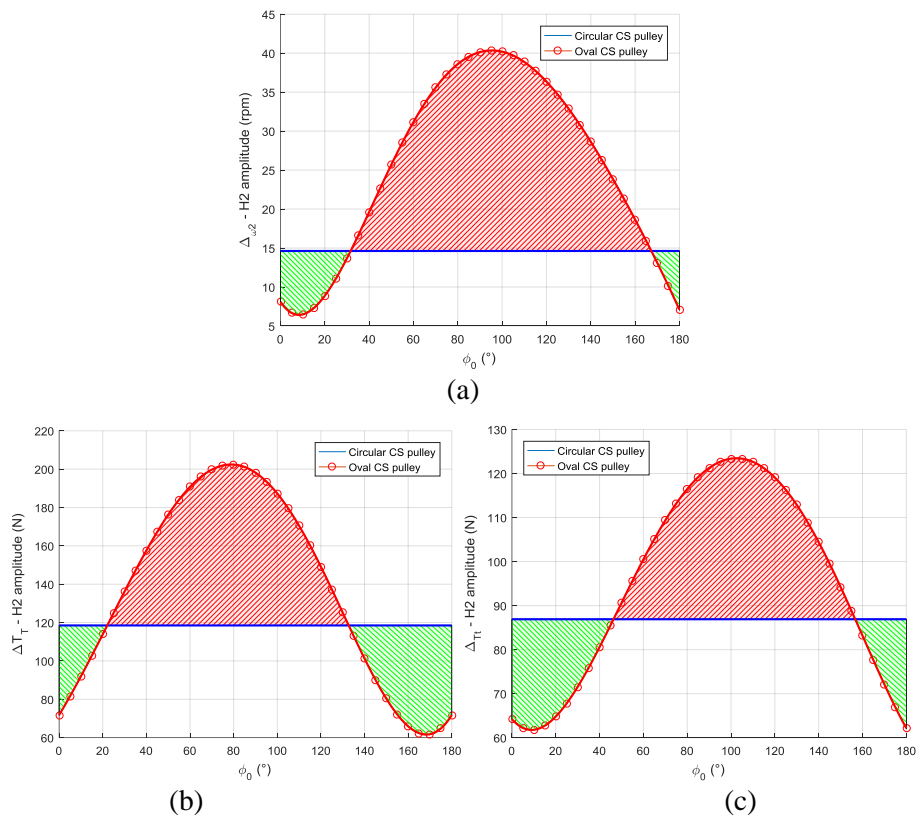 45
40
35
30
25
20
15
10
5
Δω2 - H2 amplitude (rpm)
Circular CS pulley
Oval CS pulley
0 20 40 60 80 100 120 140 160 180
ϕ0 (°)
(a)
220
200
180
160
140
120
100
80
60
ΔTT - H2 amplitude (N)
Circular CS pulley
Oval CS pulley
0 20 40 60 80 100 120 140 160 180
ϕ0 (°)
(b)
130
120
110
100
90
80
70
60
ΔTt - H2 amplitude (N)
Circular CS pulley
Oval CS pulley
0 20 40 60 80 100 120 140 160 180
ϕ0 (°)
(c)